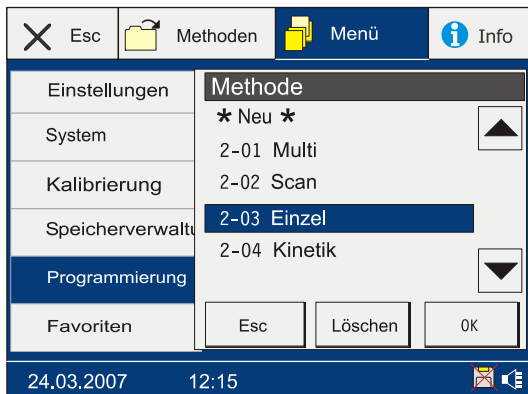 Esc Methoden Menü Info
Einstellungen
System
Kalibrierung
Speicherverwaltu
Programmierung
Favoriten
Methode
* Neu *
2-01 Multi
2-02 Scan
2-03 Einzel
2-04 Kinetik
Esc Löschen OK
24.03.2007 12:15